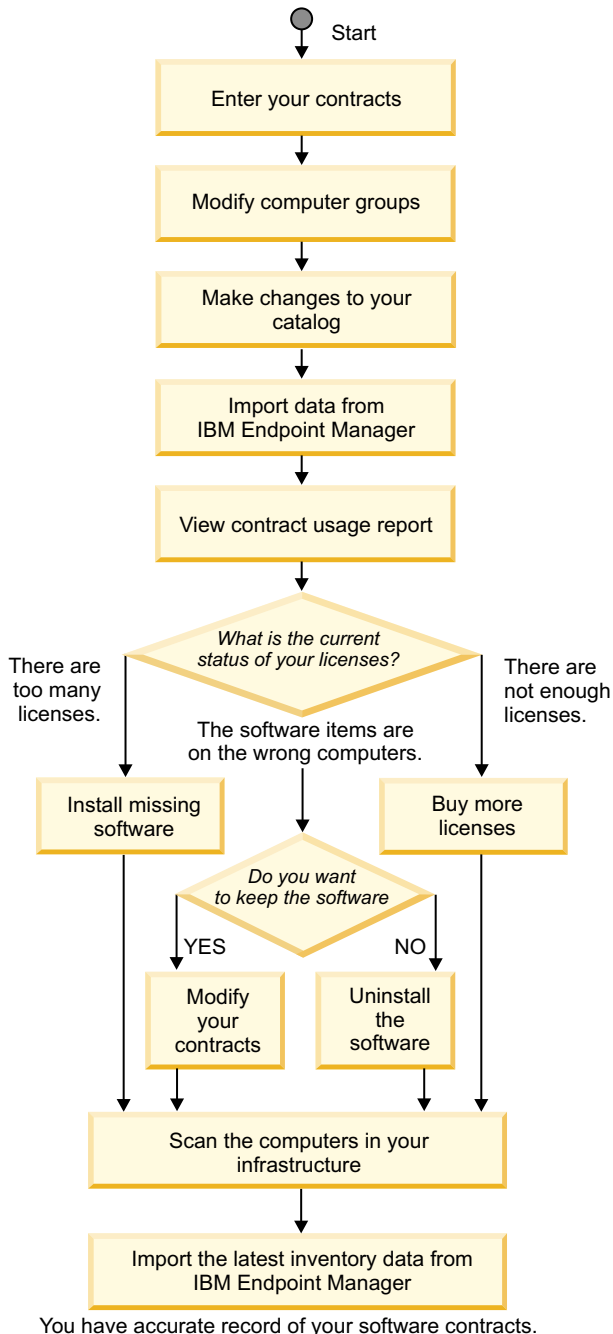 Start
Enter your contracts
Modify computer groups
Make changes to your
catalog
Import data from
IBM Endpoint Manager
View contract usage report
What is the current
status of your licenses?
There are
too many
licenses.
The software items are
on the wrong computers.
There are
not enough
licenses.
Install missing
software
Buy more
licenses
Do you want
to keep the software
YES
NO
Modify
your
contracts
Uninstall
the
software
Scan the computers in your
infrastructure
Import the latest inventory data from
IBM Endpoint Manager
You have accurate record of your software contracts.